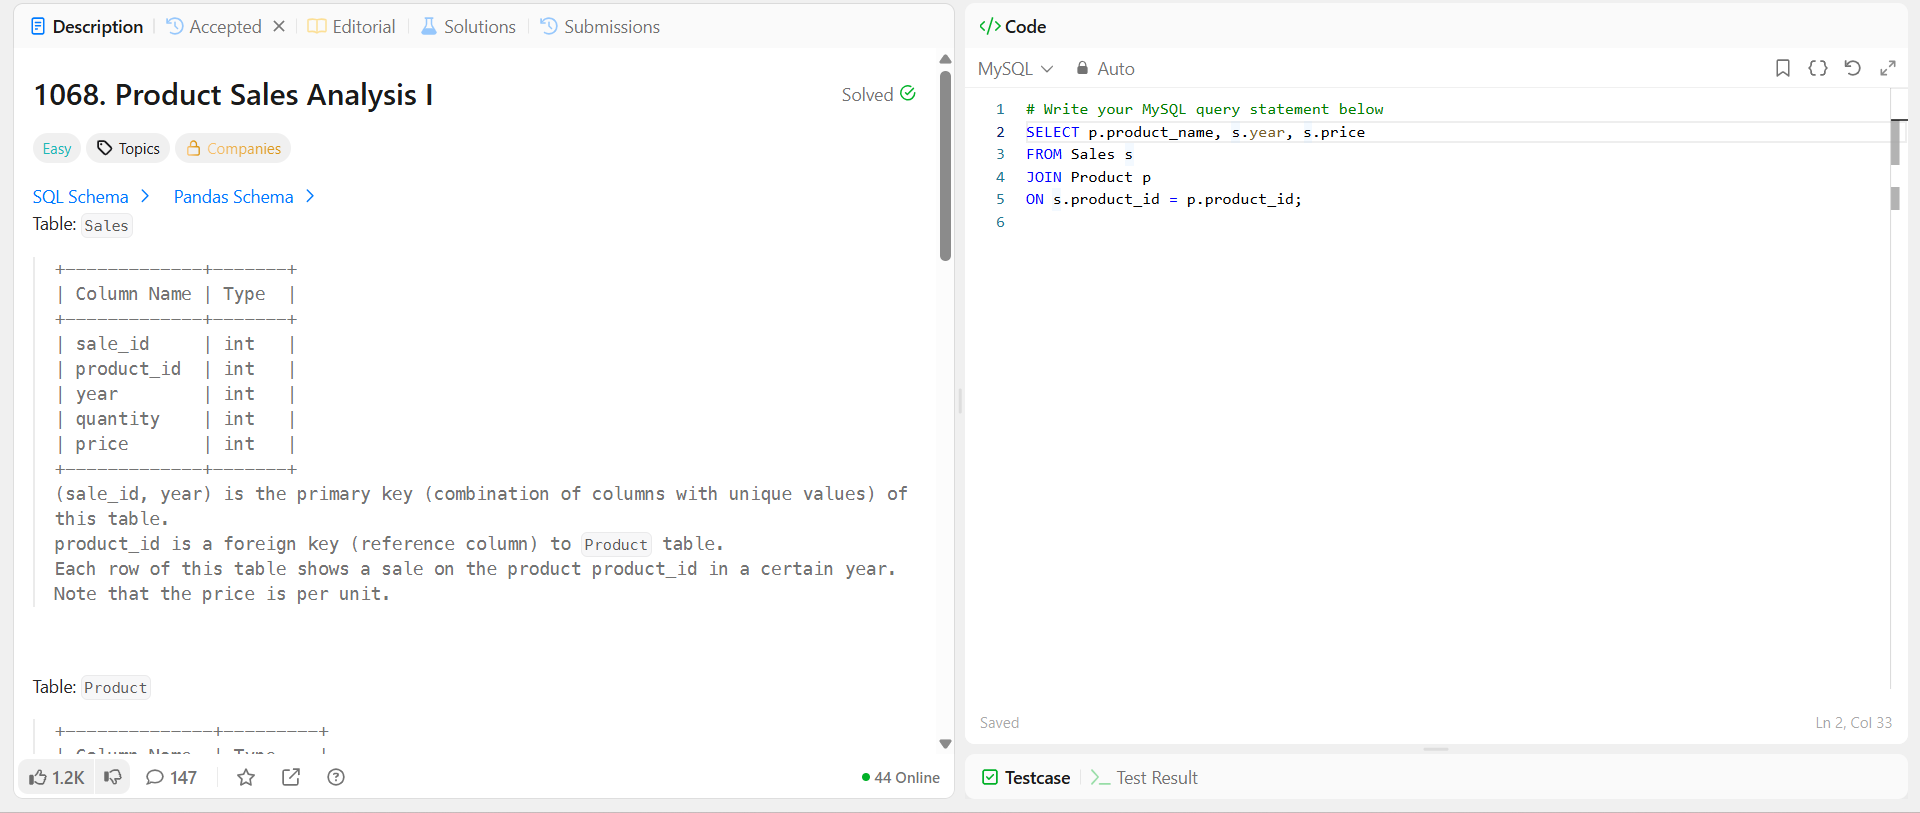 Description
Accepted
Editorial
Solutions
Submissions
1068. Product Sales Analysis I
Solved
Easy
Topics
Companies
SQL Schema
Pandas Schema
Table: Sales
+-------------+-------+
| Column Name | Type  |
+-------------+-------+
| sale_id     | int   |
| product_id  | int   |
| year        | int   |
| quantity    | int   |
| price       | int   |
+-------------+-------+
(sale_id, year) is the primary key (combination of columns with unique values) of
this table.
product_id is a foreign key (reference column) to Product table.
Each row of this table shows a sale on the product product_id in a certain year.
Note that the price is per unit.
Table: Product
+--------------+---------+
| Column Name  | Type    |
1.2K
147
44 Online
</> Code
MySQL
Auto
1 # Write your MySQL query statement below
2 SELECT p.product_name, s.year, s.price
3 FROM Sales s
4 JOIN Product p
5 ON s.product_id = p.product_id;
6
Saved
Ln 2, Col 33
Testcase
>_ Test Result